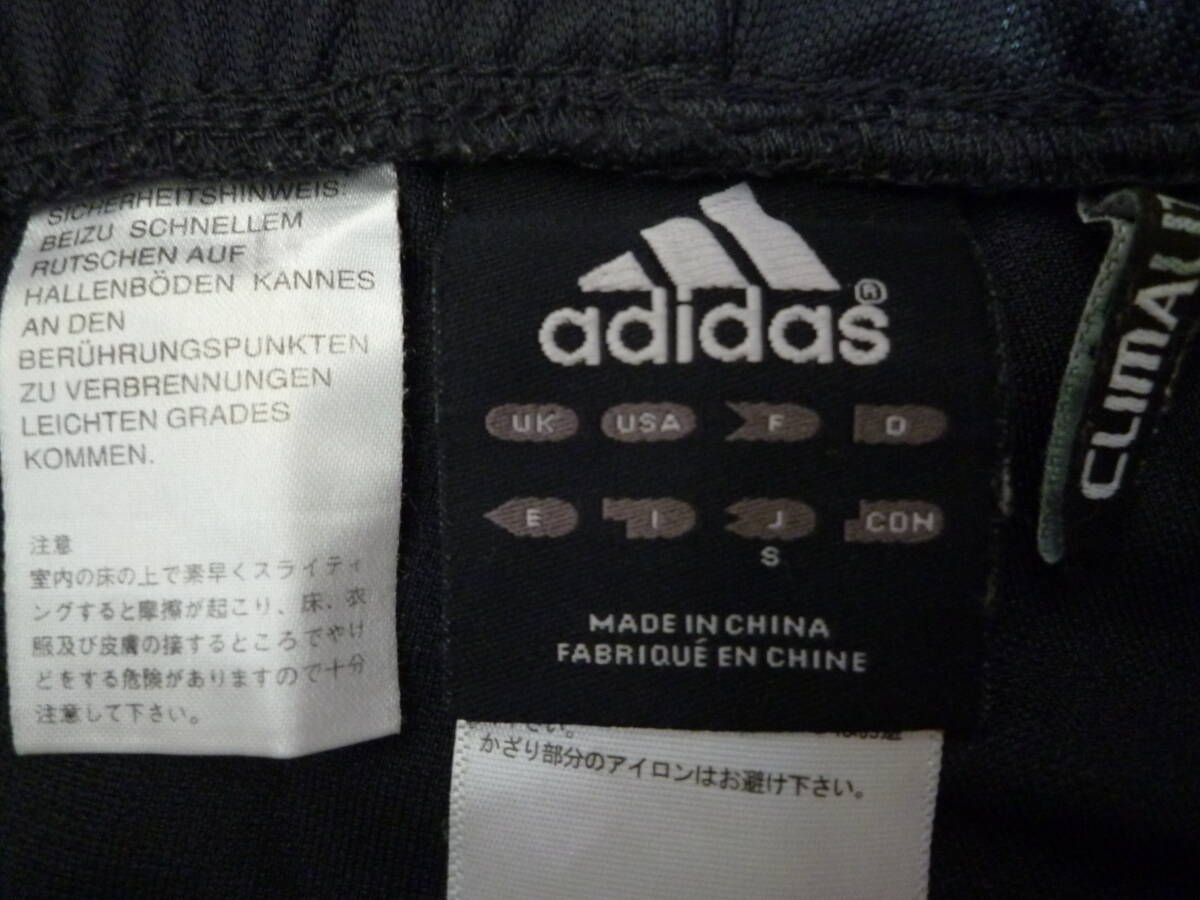 SICHERHEITSHINWEIS:
BEIZU SCHNELLEM
RUTSCHEN AUF
HALLENBÖDEN KANNES
AN DEN
BERÜHRUNGSPUNKTEN
ZU VERBRENNUNGEN
LEICHTEN GRADES
KOMMEN.
注意
室内の床の上で素早くスライティ
ングすると摩擦が起こり、床、衣
服及び皮膚の接するところでやけ
どをする危険がありますので十分
注意して下さい。
adidas®
UK USA F D
E I J CDN
S
MADE IN CHINA
FABRIQUÉ EN CHINE
さい。
かざり部分のアイロンはお避け下さい。